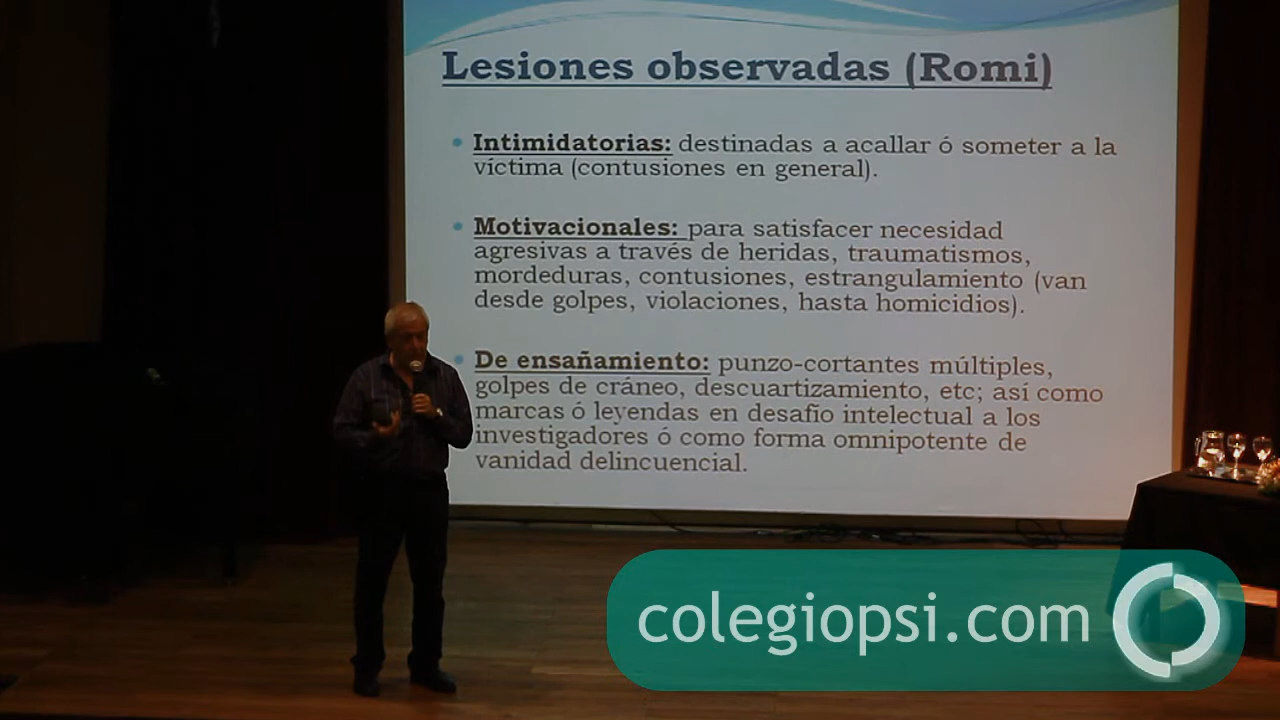 Lesiones observadas (Romi)
Intimidatorias: destinadas a acallar ó someter a la
víctima (contusiones en general).
Motivacionales: para satisfacer necesidad
agresivas a través de heridas, traumatismos,
mordeduras, contusiones, estrangulamiento (van
desde golpes, violaciones, hasta homicidios).
De ensañamiento: punzo-cortantes múltiples,
golpes de cráneo, descuartizamiento, etc; así como
marcas ó leyendas en desafío intelectual a los
investigadores ó como forma omnipotente de
vanidad delincuencial.
colegiopsi.com